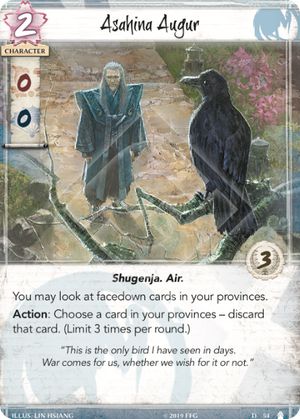 2
Asahina Augur
CHARACTER
0
0
3
Shugenja. Air.
You may look at facedown cards in your provinces.
Action: Choose a card in your provinces – discard
that card. (Limit 3 times per round.)
"This is the only bird I have seen in days.
War comes for us, whether we wish for it or not."
ILLUS: LIN HSIANG
©2019 FFG